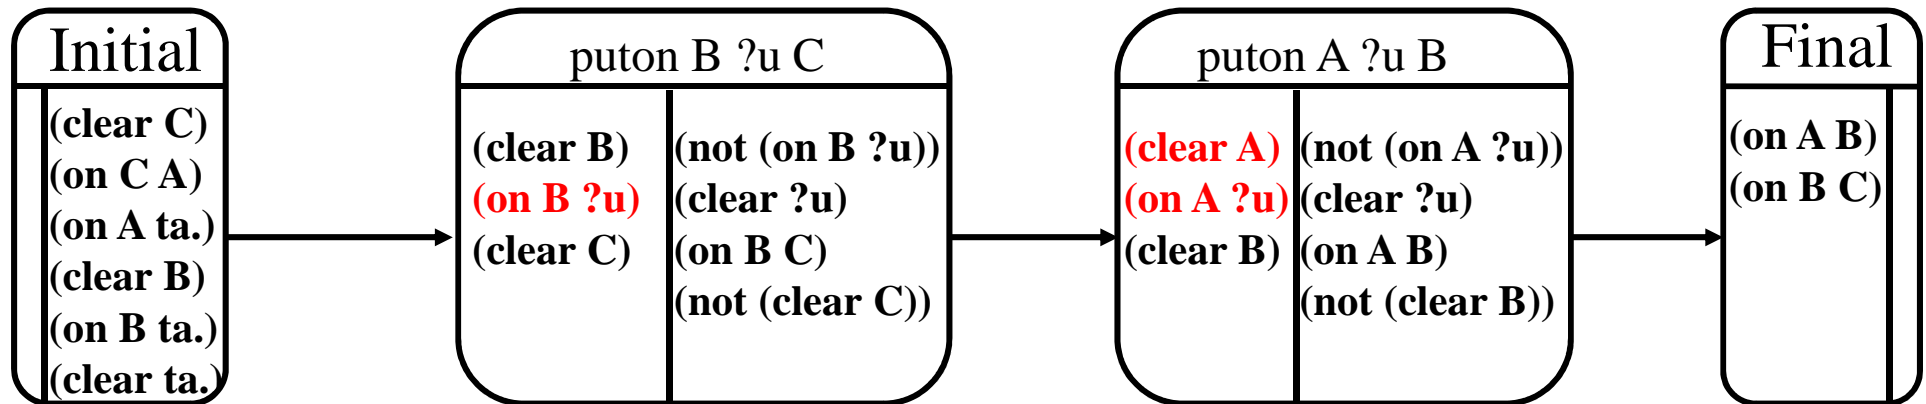 Initial
(clear C)
(on C A)
(on A ta.)
(clear B)
(on B ta.)
(clear ta.)
puton B ?u C
(clear B)
(on B ?u)
(clear C)
(not (on B ?u))
(clear ?u)
(on B C)
(not (clear C))
puton A ?u B
(clear A)
(on A ?u)
(clear B)
(not (on A ?u))
(clear ?u)
(on A B)
(not (clear B))
Final
(on A B)
(on B C)